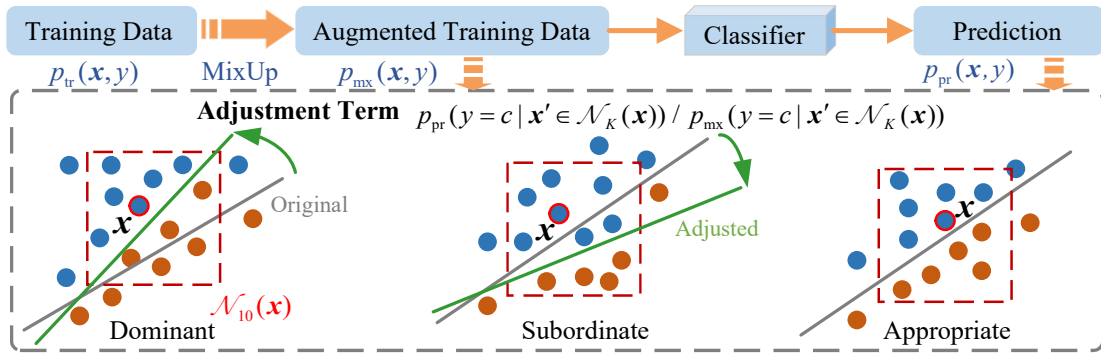 Training Data
Augmented Training Data
Classifier
Prediction
p_tr(x, y)
MixUp
p_mx(x, y)
p_pr(x, y)
Adjustment Term p_pr(y = c | x′ ∈ 𝒩_K(x)) / p_mx(y = c | x′ ∈ 𝒩_K(x))
Original
x
x
x
Adjusted
𝒩_10(x)
Dominant
Subordinate
Appropriate